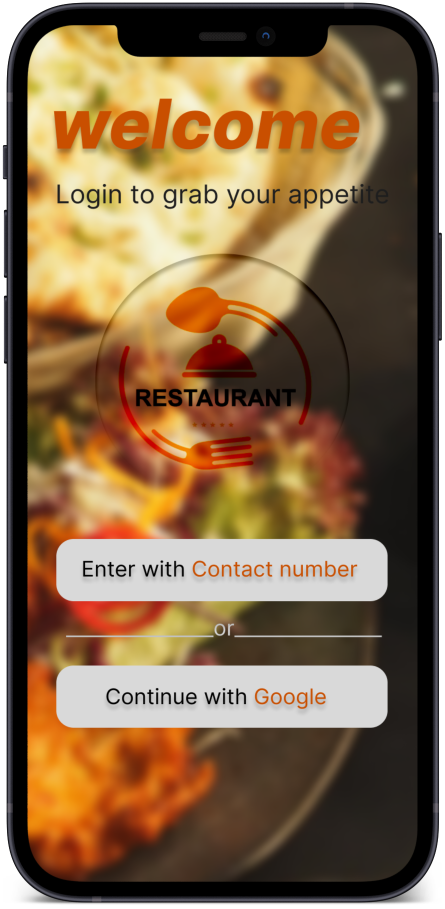 welcome
Login to grab your appetite
RESTAURANT
Enter with Contact number
or
Continue with Google